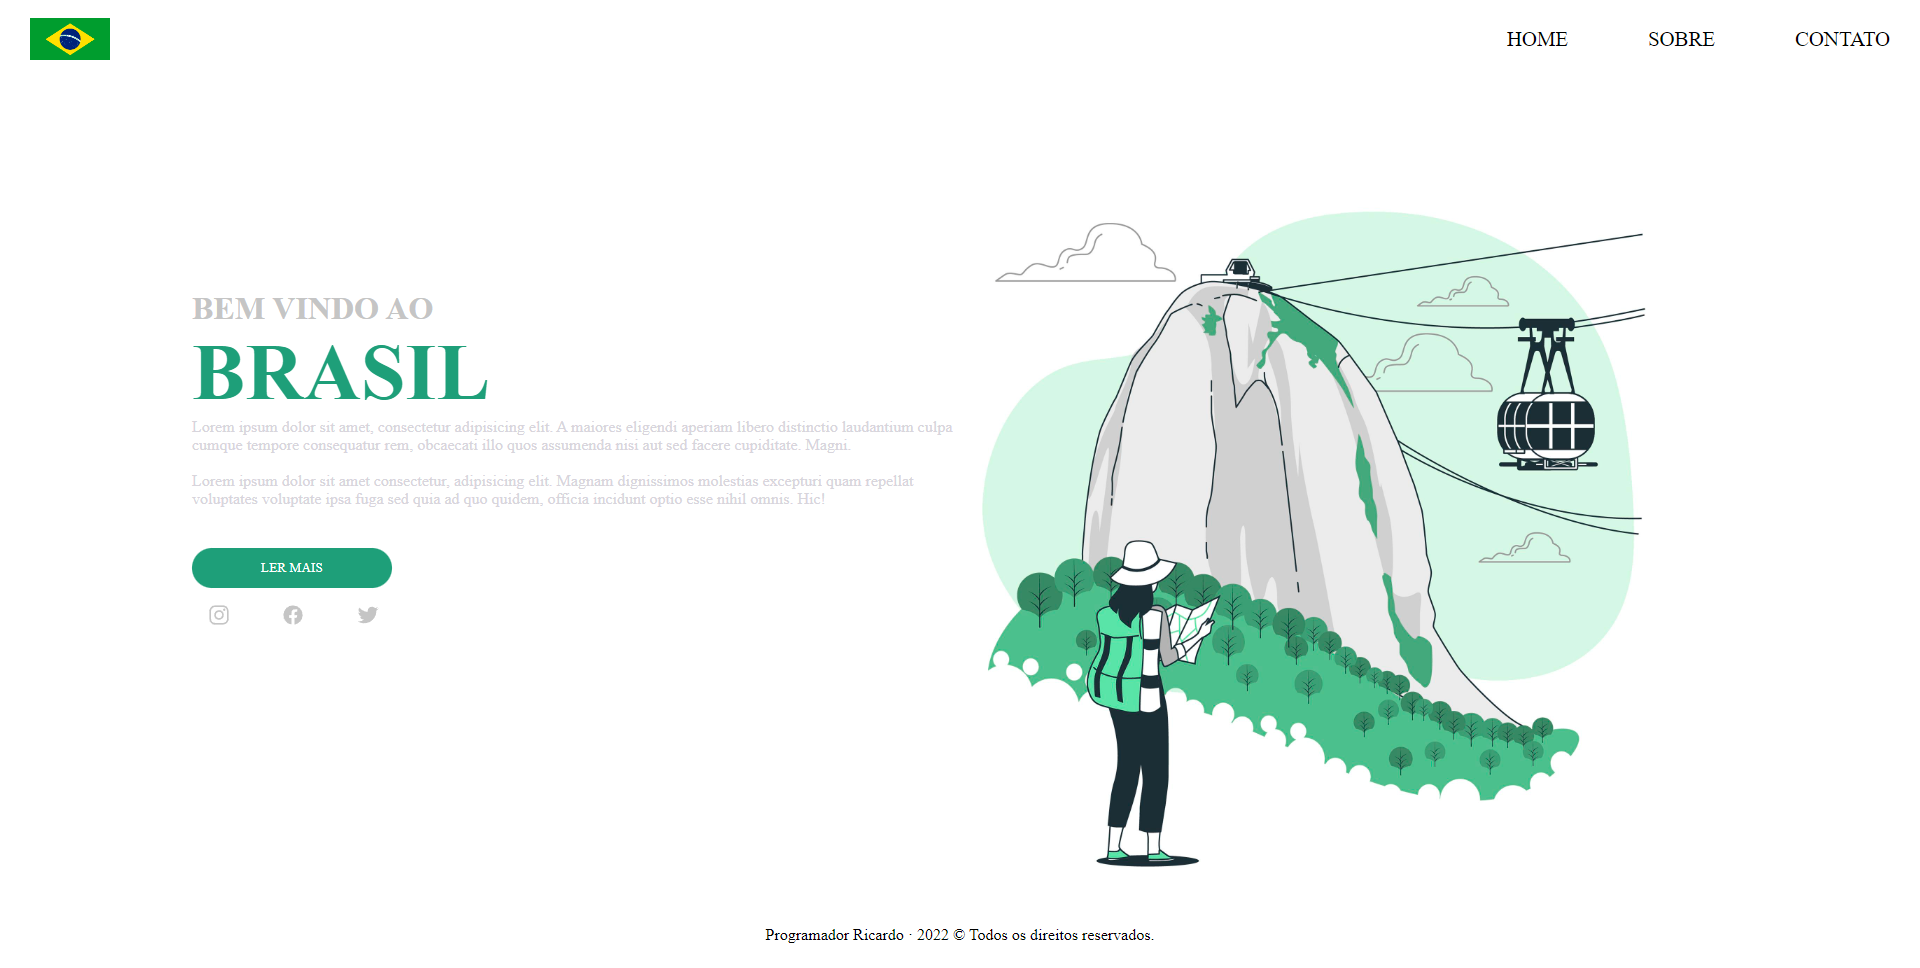 HOME SOBRE CONTATO
BEM VINDO AO
BRASIL
Lorem ipsum dolor sit amet, consectetur adipisicing elit. A maiores eligendi aperiam libero distinctio laudantium culpa
cumque tempore consequatur rem, obcaecati illo quos assumenda nisi aut sed facere cupiditate. Magni.
Lorem ipsum dolor sit amet consectetur, adipisicing elit. Magnam dignissimos molestias excepturi quam repellat
voluptates voluptate ipsa fuga sed quia ad quo quidem, officia incidunt optio esse nihil omnis. Hic!
LER MAIS
Programador Ricardo · 2022 © Todos os direitos reservados.